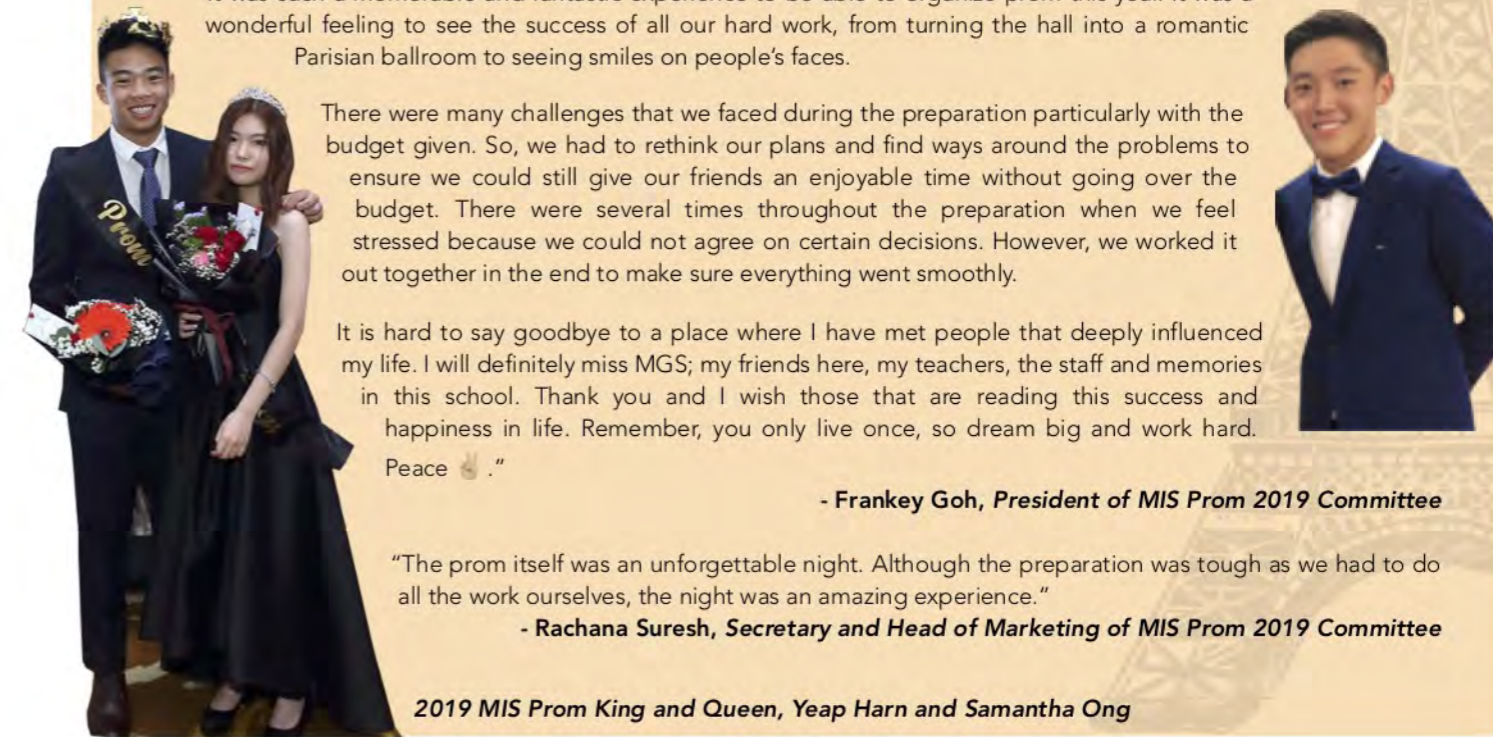 wonderful feeling to see the success of all our hard work, from turning the hall into a romantic
Parisian ballroom to seeing smiles on people's faces.
There were many challenges that we faced during the preparation particularly with the
budget given. So, we had to rethink our plans and find ways around the problems to
ensure we could still give our friends an enjoyable time without going over the
budget. There were several times throughout the preparation when we feel
stressed because we could not agree on certain decisions. However, we worked it
out together in the end to make sure everything went smoothly.
It is hard to say goodbye to a place where I have met people that deeply influenced
my life. I will definitely miss MGS; my friends here, my teachers, the staff and memories
in this school. Thank you and I wish those that are reading this success and
happiness in life. Remember, you only live once, so dream big and work hard.
Peace ✌ ."
- Frankey Goh, President of MIS Prom 2019 Committee
"The prom itself was an unforgettable night. Although the preparation was tough as we had to do
all the work ourselves, the night was an amazing experience."
- Rachana Suresh, Secretary and Head of Marketing of MIS Prom 2019 Committee
2019 MIS Prom King and Queen, Yeap Harn and Samantha Ong
Prom